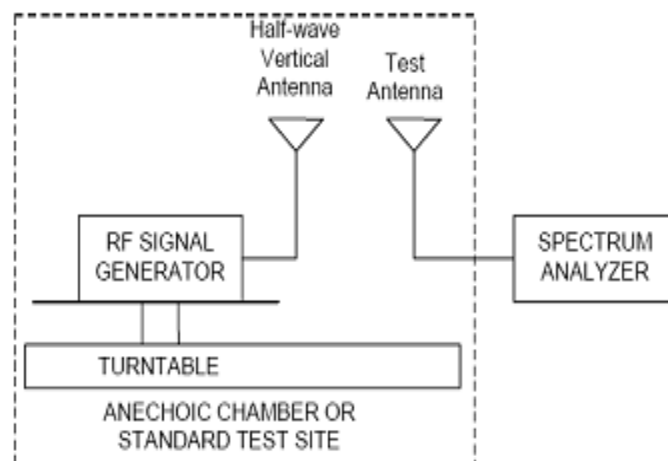 Half-wave
Vertical
Antenna
Test
Antenna
RF SIGNAL
GENERATOR
SPECTRUM
ANALYZER
TURNTABLE
ANECHOIC CHAMBER OR
STANDARD TEST SITE